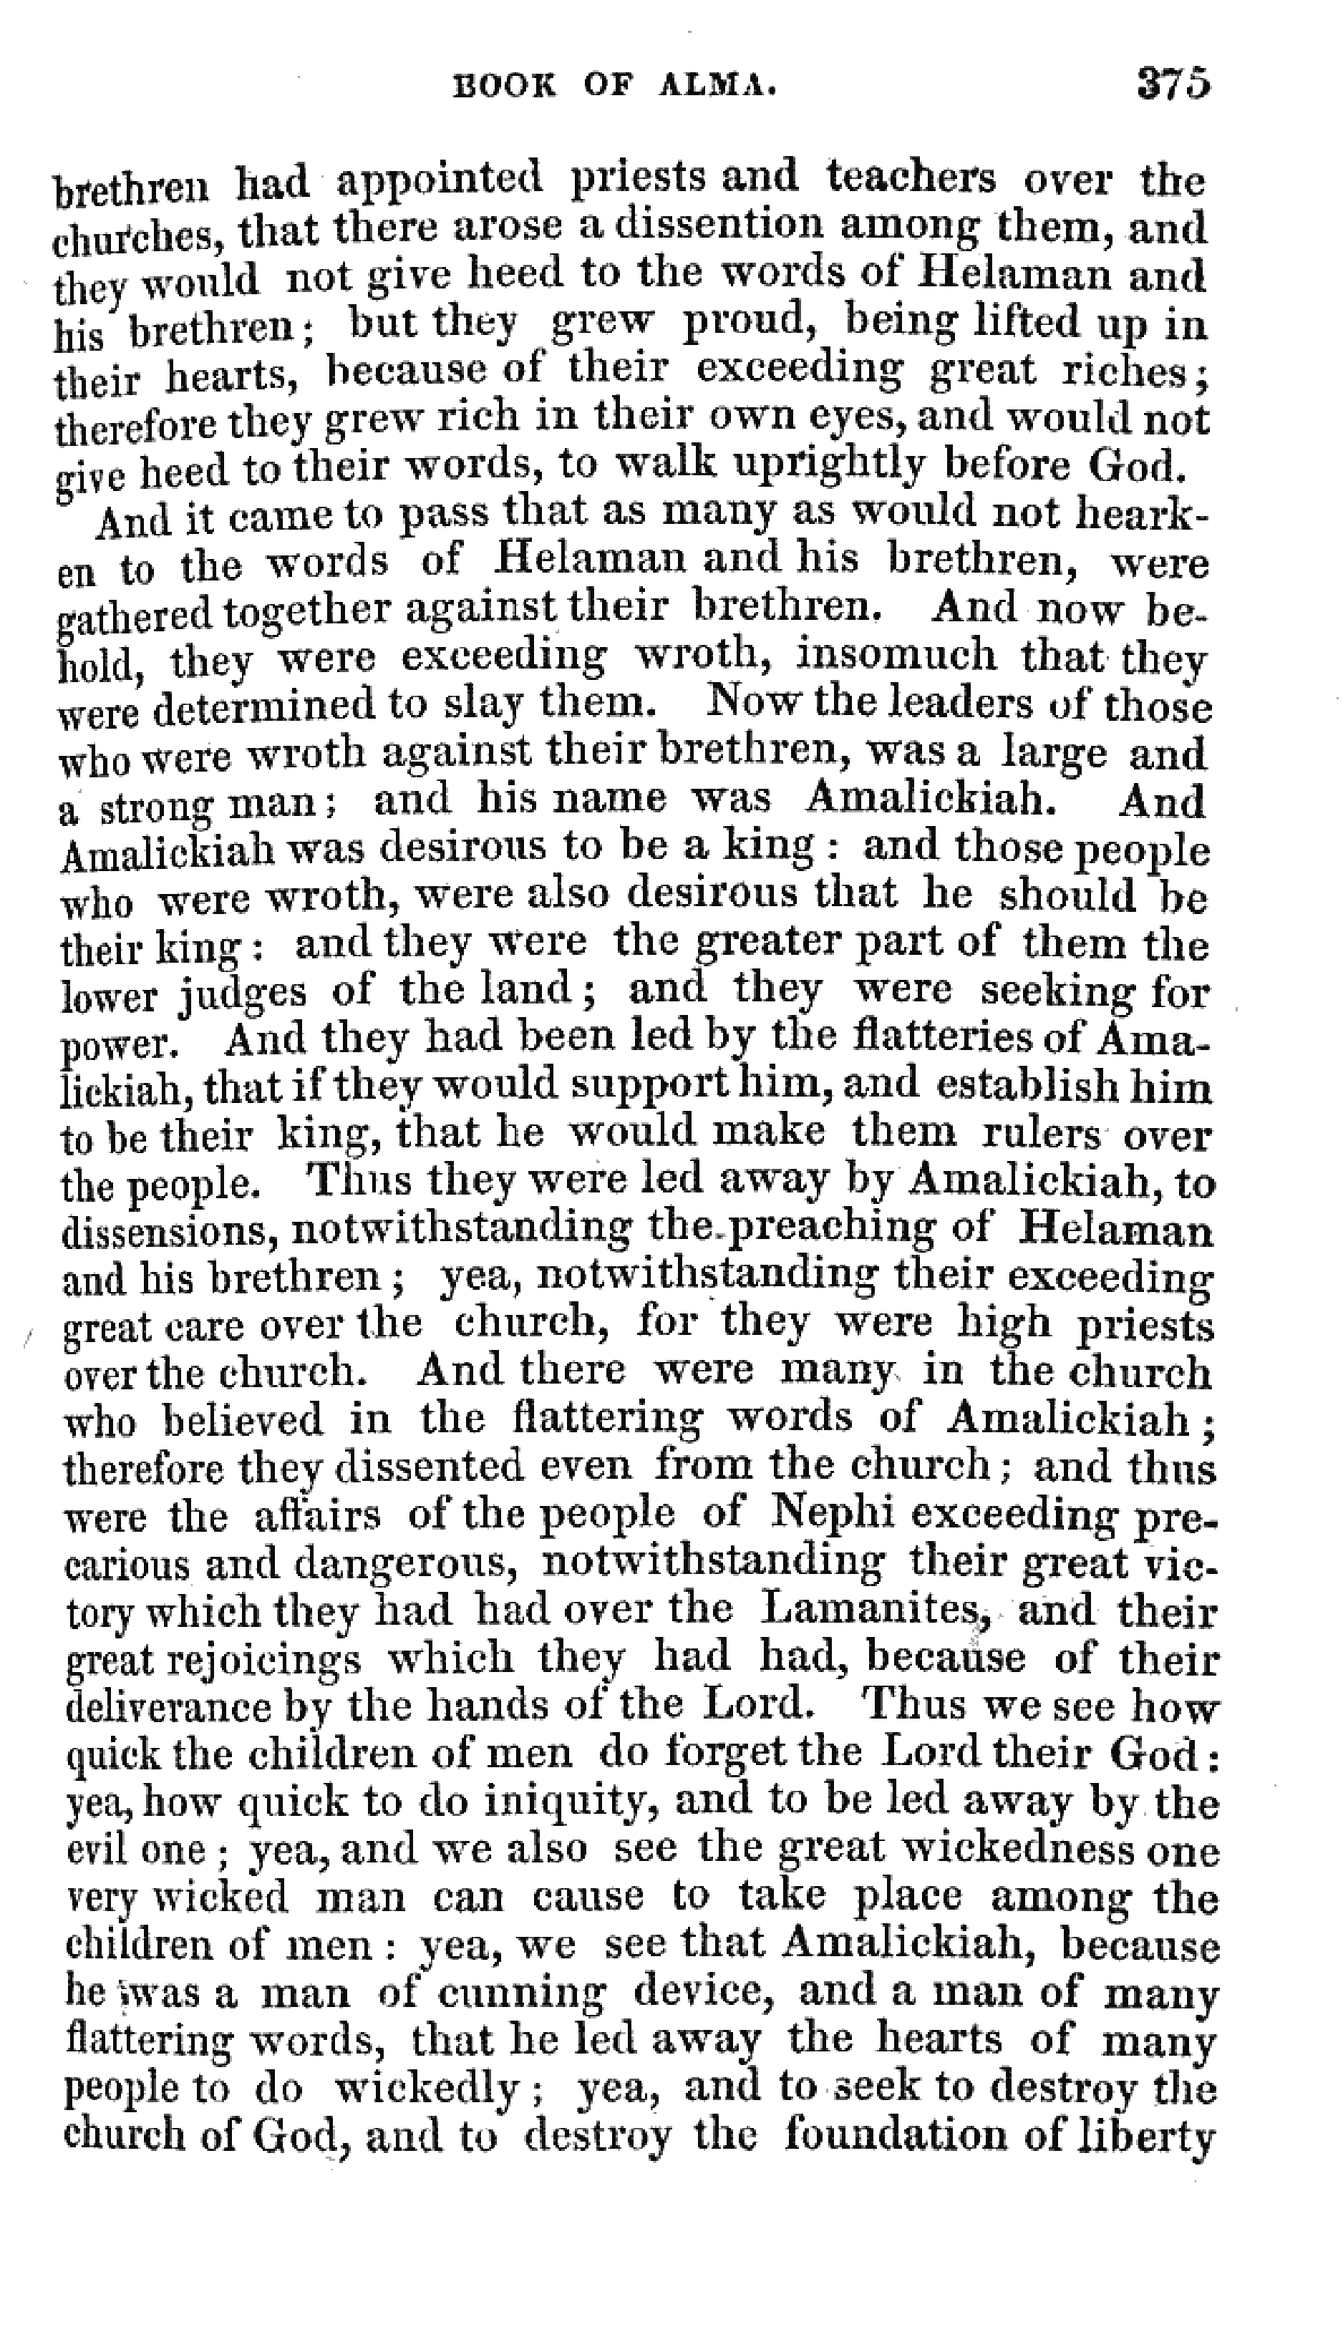 BOOK OF ALMA. 375
brethren had appointed priests and teachers over the
churches, that there arose a dissention among them, and
they would not give heed to the words of Helaman and
his brethren; but they grew proud, being lifted up in
their hearts, because of their exceeding great riches;
therefore they grew rich in their own eyes, and would not
give heed to their words, to walk uprightly before God.
And it came to pass that as many as would not heark-
en to the words of Helaman and his brethren, were
gathered together against their brethren. And now be-
hold, they were exceeding wroth, insomuch that they
were determined to slay them. Now the leaders of those
who were wroth against their brethren, was a large and
a strong man; and his name was Amalickiah. And
Amalickiah was desirous to be a king: and those people
who were wroth, were also desirous that he should be
their king: and they were the greater part of them the
lower judges of the land; and they were seeking for
power. And they had been led by the flatteries of Ama-
lickiah, that if they would support him, and establish him
to be their king, that he would make them rulers over
the people. Thus they were led away by Amalickiah, to
dissensions, notwithstanding the preaching of Helaman
and his brethren; yea, notwithstanding their exceeding
great care over the church, for they were high priests
over the church. And there were many in the church
who believed in the flattering words of Amalickiah;
therefore they dissented even from the church; and thus
were the affairs of the people of Nephi exceeding pre-
carious and dangerous, notwithstanding their great vic-
tory which they had had over the Lamanites, and their
great rejoicings which they had had, because of their
deliverance by the hands of the Lord. Thus we see how
quick the children of men do forget the Lord their God:
yea, how quick to do iniquity, and to be led away by the
evil one; yea, and we also see the great wickedness one
very wicked man can cause to take place among the
children of men: yea, we see that Amalickiah, because
he was a man of cunning device, and a man of many
flattering words, that he led away the hearts of many
people to do wickedly; yea, and to seek to destroy the
church of God, and to destroy the foundation of liberty